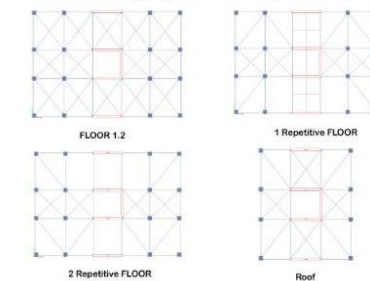 FLOOR 1.2
1 Repetitive FLOOR
2 Repetitive FLOOR
Roof